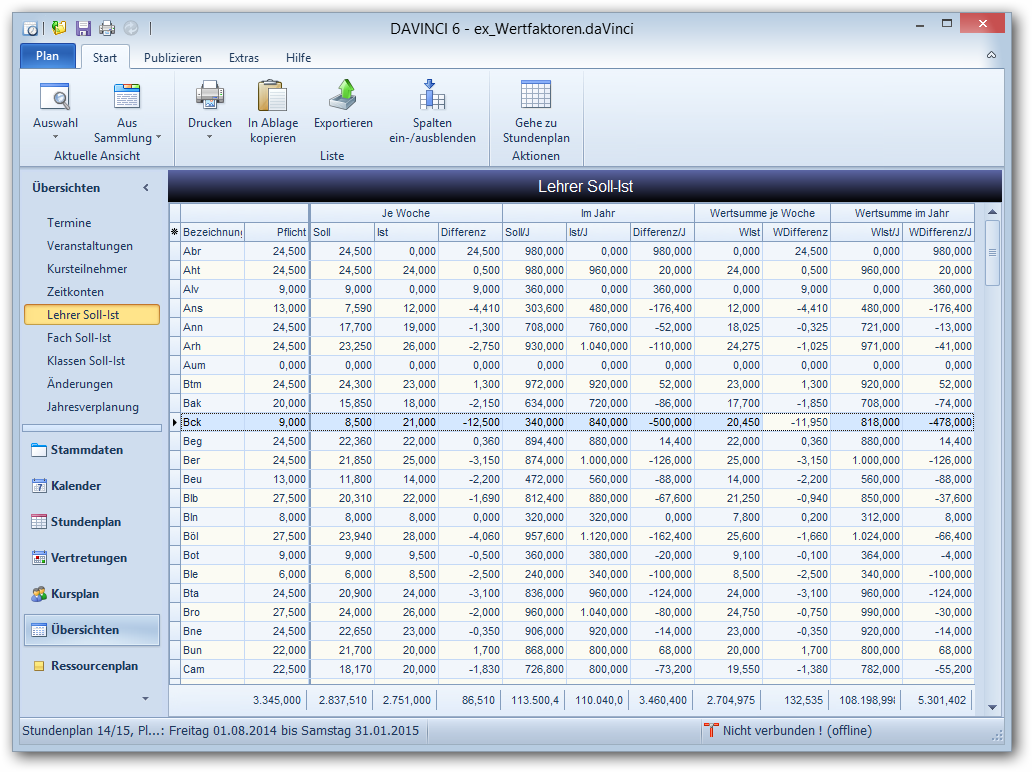 DAVINCI 6 - ex_Wertfaktoren.daVinci
Plan Start Publizieren Extras Hilfe
Auswahl Aus Sammlung Drucken In Ablage kopieren Exportieren Spalten ein-/ausblenden Gehe zu Stundenplan
Aktuelle Ansicht Liste Aktionen
Übersichten
Termine
Veranstaltungen
Kursteilnehmer
Zeitkonten
Lehrer Soll-Ist
Fach Soll-Ist
Klassen Soll-Ist
Änderungen
Jahresverplanung
Stammdaten
Kalender
Stundenplan
Vertretungen
Kursplan
Übersichten
Ressourcenplan
Lehrer Soll-Ist
Je Woche Im Jahr Wertsumme je Woche Wertsumme im Jahr
Bezeichnung Pflicht Soll Ist Differenz Soll/J Ist/J Differenz/J WIst WDifferenz WIst/J WDifferenz/J
Abr 24,500 24,500 0,000 24,500 980,000 0,000 980,000 0,000 24,500 0,000 980,000
Aht 24,500 24,500 24,000 0,500 980,000 960,000 20,000 24,000 0,500 960,000 20,000
Alv 9,000 9,000 0,000 9,000 360,000 0,000 360,000 0,000 9,000 0,000 360,000
Ans 13,000 7,590 12,000 -4,410 303,600 480,000 -176,400 12,000 -4,410 480,000 -176,400
Ann 24,500 17,700 19,000 -1,300 708,000 760,000 -52,000 18,025 -0,325 721,000 -13,000
Arh 24,500 23,250 26,000 -2,750 930,000 1.040,000 -110,000 24,275 -1,025 971,000 -41,000
Aum 0,000 0,000 0,000 0,000 0,000 0,000 0,000 0,000 0,000 0,000 0,000
Btm 24,500 24,300 23,000 1,300 972,000 920,000 52,000 23,000 1,300 920,000 52,000
Bak 20,000 15,850 18,000 -2,150 634,000 720,000 -86,000 17,700 -1,850 708,000 -74,000
Bck 9,000 8,500 21,000 -12,500 340,000 840,000 -500,000 20,450 -11,950 818,000 -478,000
Beg 24,500 22,360 22,000 0,360 894,400 880,000 14,400 22,000 0,360 880,000 14,400
Ber 24,500 21,850 25,000 -3,150 874,000 1.000,000 -126,000 25,000 -3,150 1.000,000 -126,000
Beu 13,000 11,800 14,000 -2,200 472,000 560,000 -88,000 14,000 -2,200 560,000 -88,000
Blb 27,500 20,310 22,000 -1,690 812,400 880,000 -67,600 21,250 -0,940 850,000 -37,600
Bln 8,000 8,000 8,000 0,000 320,000 320,000 0,000 7,800 0,200 312,000 8,000
Böl 27,500 23,940 28,000 -4,060 957,600 1.120,000 -162,400 25,600 -1,660 1.024,000 -66,400
Bot 9,000 9,000 9,500 -0,500 360,000 380,000 -20,000 9,100 -0,100 364,000 -4,000
Ble 6,000 6,000 8,500 -2,500 240,000 340,000 -100,000 8,500 -2,500 340,000 -100,000
Bta 24,500 20,900 24,000 -3,100 836,000 960,000 -124,000 24,000 -3,100 960,000 -124,000
Bro 27,500 24,000 26,000 -2,000 960,000 1.040,000 -80,000 24,750 -0,750 990,000 -30,000
Bne 24,500 22,650 23,000 -0,350 906,000 920,000 -14,000 23,000 -0,350 920,000 -14,000
Bun 22,000 21,700 20,000 1,700 868,000 800,000 68,000 20,000 1,700 800,000 68,000
Cam 22,500 18,170 20,000 -1,830 726,800 800,000 -73,200 19,550 -1,380 782,000 -55,200
3.345,000 2.837,510 2.751,000 86,510 113.500,4 110.040,0 3.460,400 2.704,975 132,535 108.198,99 5.301,402
Stundenplan 14/15, Pl...: Freitag 01.08.2014 bis Samstag 31.01.2015 Nicht verbunden ! (offline)